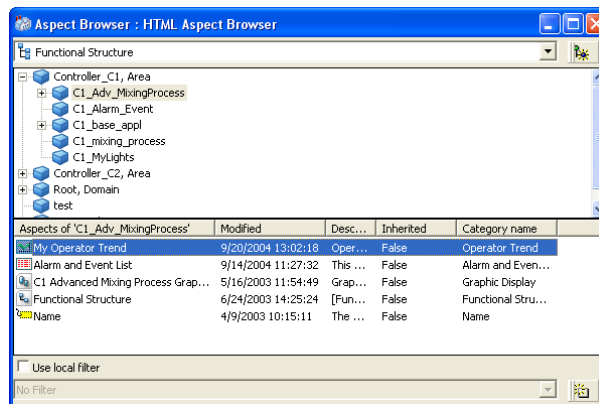 Aspect Browser : HTML Aspect Browser
Functional Structure
Controller_C1, Area
C1_Adv_MixingProcess
C1_Alarm_Event
C1_base_appl
C1_mixing_process
C1_MyLights
Controller_C2, Area
Root, Domain
test
Aspects of 'C1_Adv_MixingProcess' Modified Desc... Inherited Category name
My Operator Trend 9/20/2004 13:02:18 Oper... False Operator Trend
Alarm and Event List 9/14/2004 11:27:32 This ... False Alarm and Even...
C1 Advanced Mixing Process Grap... 5/16/2003 11:54:49 Grap... False Graphic Display
Functional Structure 6/24/2003 14:25:24 [Fun... False Functional Stru...
Name 4/9/2003 10:15:11 The ... False Name
Use local filter
No Filter